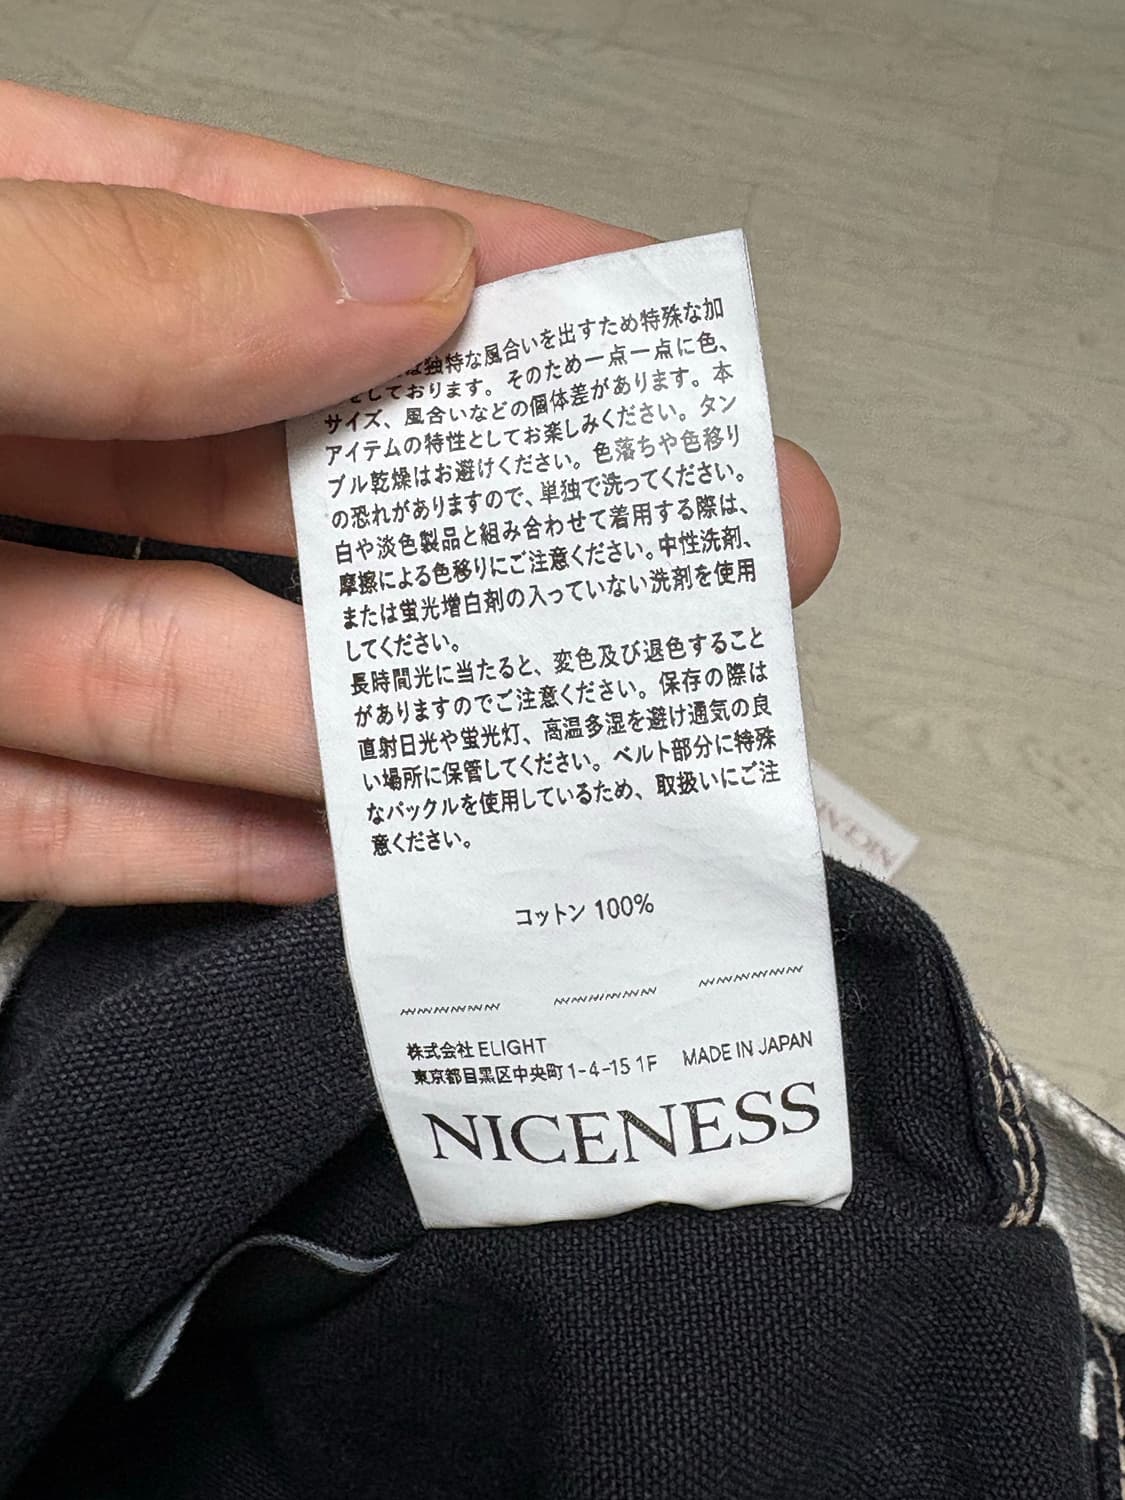 は独特な風合いを出すため特殊な加
をしております。そのため一点一点に色、
サイズ、風合いなどの個体差があります。本
アイテムの特性としてお楽しみください。タン
ブル乾燥はお避けください。色落ちや色移り
の恐れがありますので、単独で洗ってください。
白や淡色製品と組み合わせて着用する際は、
摩擦による色移りにご注意ください。中性洗剤、
または蛍光増白剤の入っていない洗剤を使用
してください。
長時間光に当たると、変色及び退色すること
がありますのでご注意ください。保存の際は
直射日光や蛍光灯、高温多湿を避け通気の良
い場所に保管してください。ベルト部分に特殊
なバックルを使用しているため、取扱いにご注
意ください。
コットン 100%
株式会社 ELIGHT
東京都目黒区中央町 1-4-15 1F MADE IN JAPAN
NICENESS